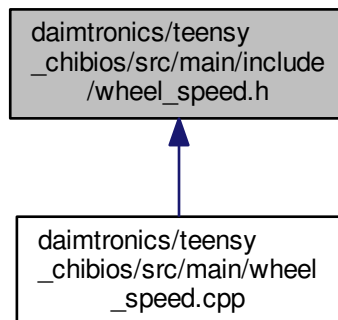 daimtronics/teensy
_chibios/src/main/include
/wheel_speed.h
daimtronics/teensy
_chibios/src/main/wheel
_speed.cpp